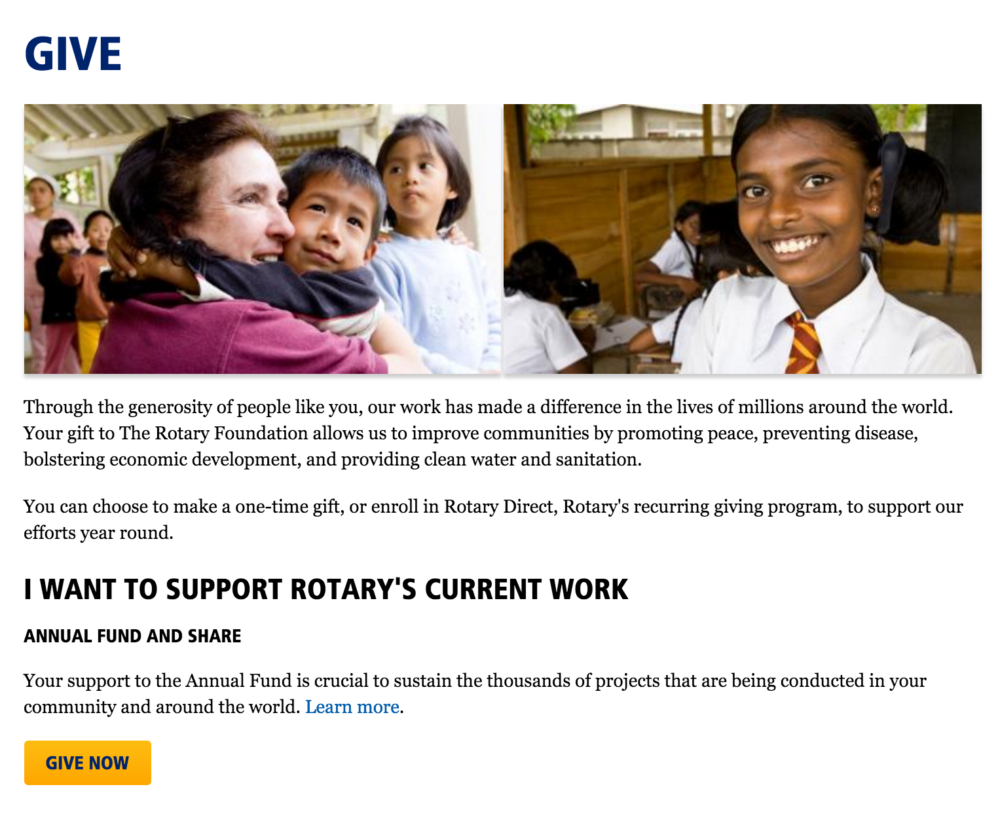 GIVE
Through the generosity of people like you, our work has made a difference in the lives of millions around the world.
Your gift to The Rotary Foundation allows us to improve communities by promoting peace, preventing disease,
bolstering economic development, and providing clean water and sanitation.
You can choose to make a one-time gift, or enroll in Rotary Direct, Rotary's recurring giving program, to support our
efforts year round.
I WANT TO SUPPORT ROTARY'S CURRENT WORK
ANNUAL FUND AND SHARE
Your support to the Annual Fund is crucial to sustain the thousands of projects that are being conducted in your
community and around the world. Learn more.
GIVE NOW